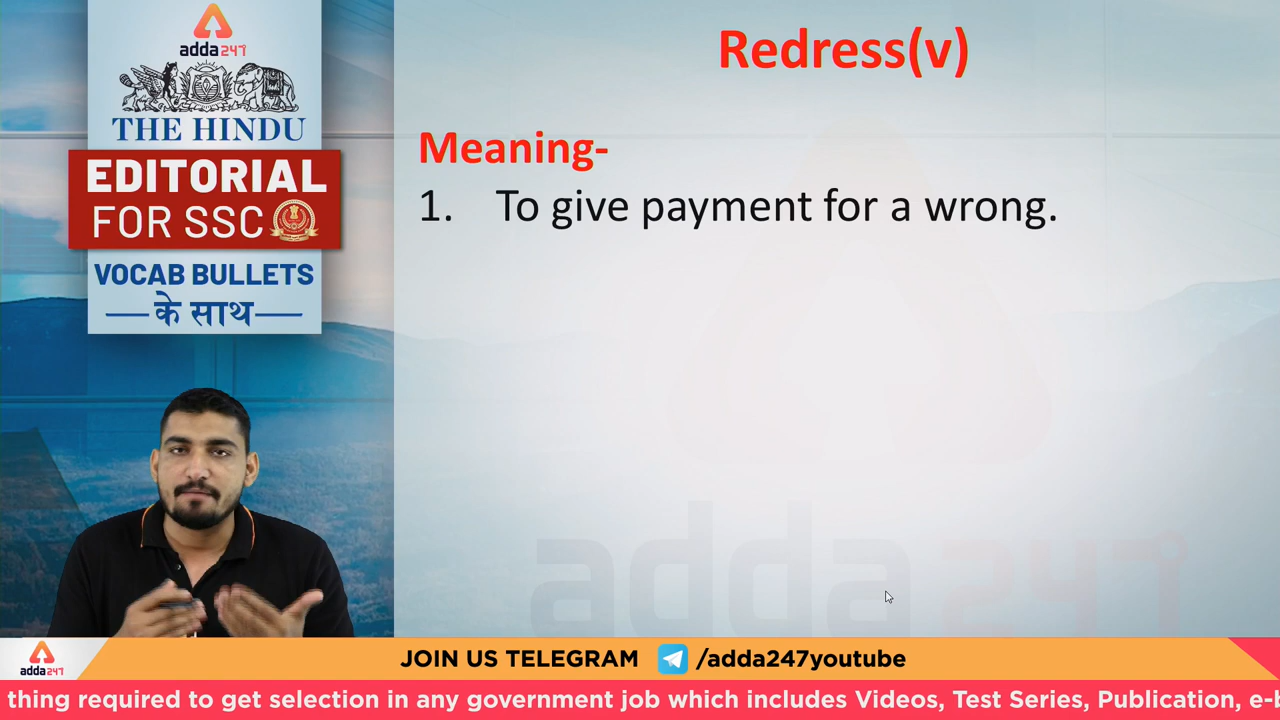 adda247
THE HINDU
EDITORIAL
FOR SSC
VOCAB BULLETS
के साथ
Redress(v)
Meaning-
1. To give payment for a wrong.
adda247
adda247
JOIN US TELEGRAM /adda247youtube
thing required to get selection in any government job which includes Videos, Test Series, Publication, e-b